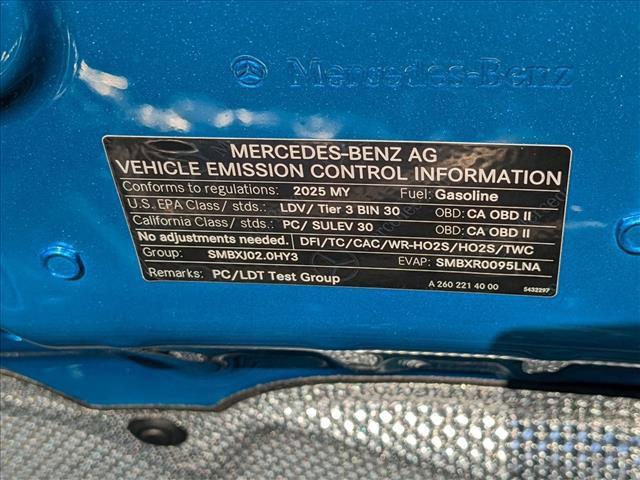 Mercedes-Benz
MERCEDES-BENZ AG
VEHICLE EMISSION CONTROL INFORMATION
Conforms to regulations: 2025 MY Fuel: Gasoline
U.S. EPA Class / stds.: LDV/ Tier 3 BIN 30 OBD: CA OBD II
California Class / stds.: PC/ SULEV 30 OBD: CA OBD II
No adjustments needed. DFI/TC/CAC/WR-HO2S/HO2S/TWC
Group: SMBXJ02.0HY3 EVAP: SMBXR0095LNA
Remarks: PC/LDT Test Group A 260 221 40 00 5432297